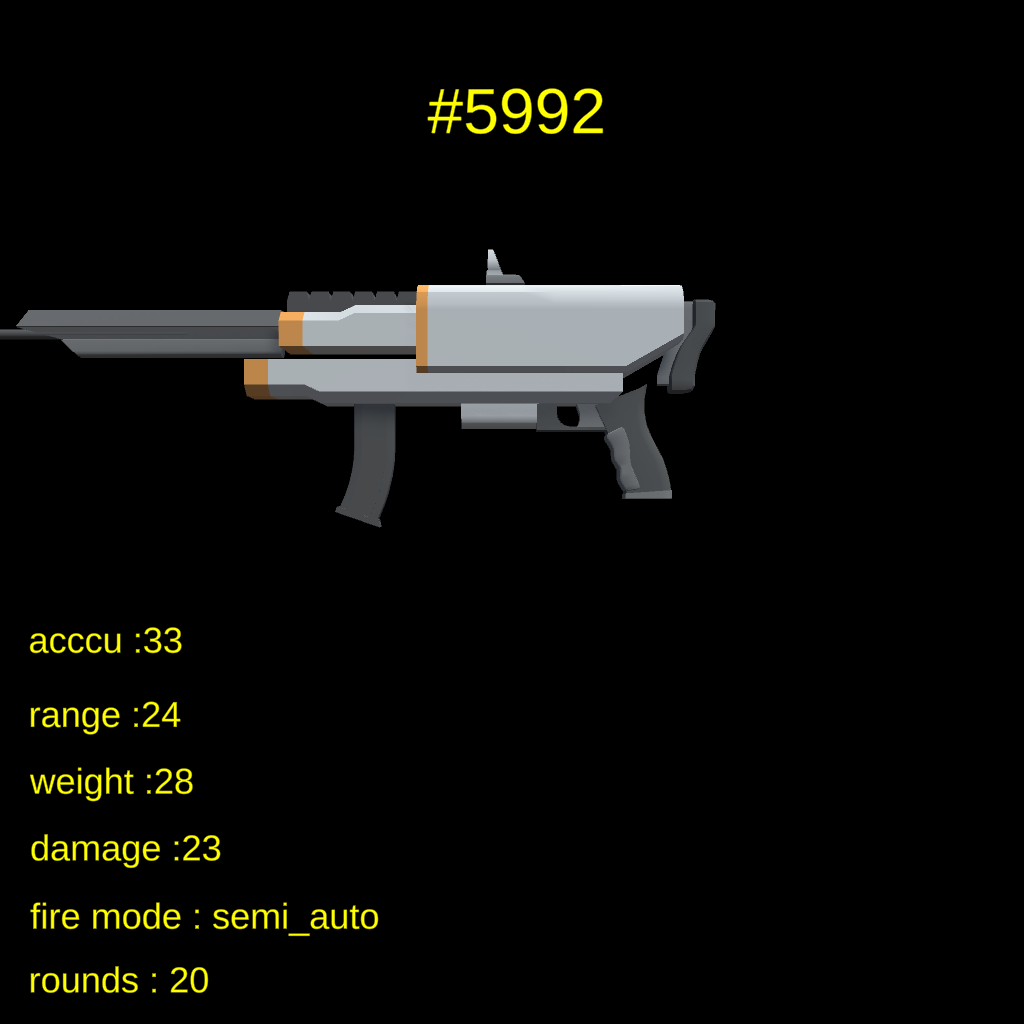 #5992
acccu :33
range :24
weight :28
damage :23
fire mode : semi_auto
rounds : 20